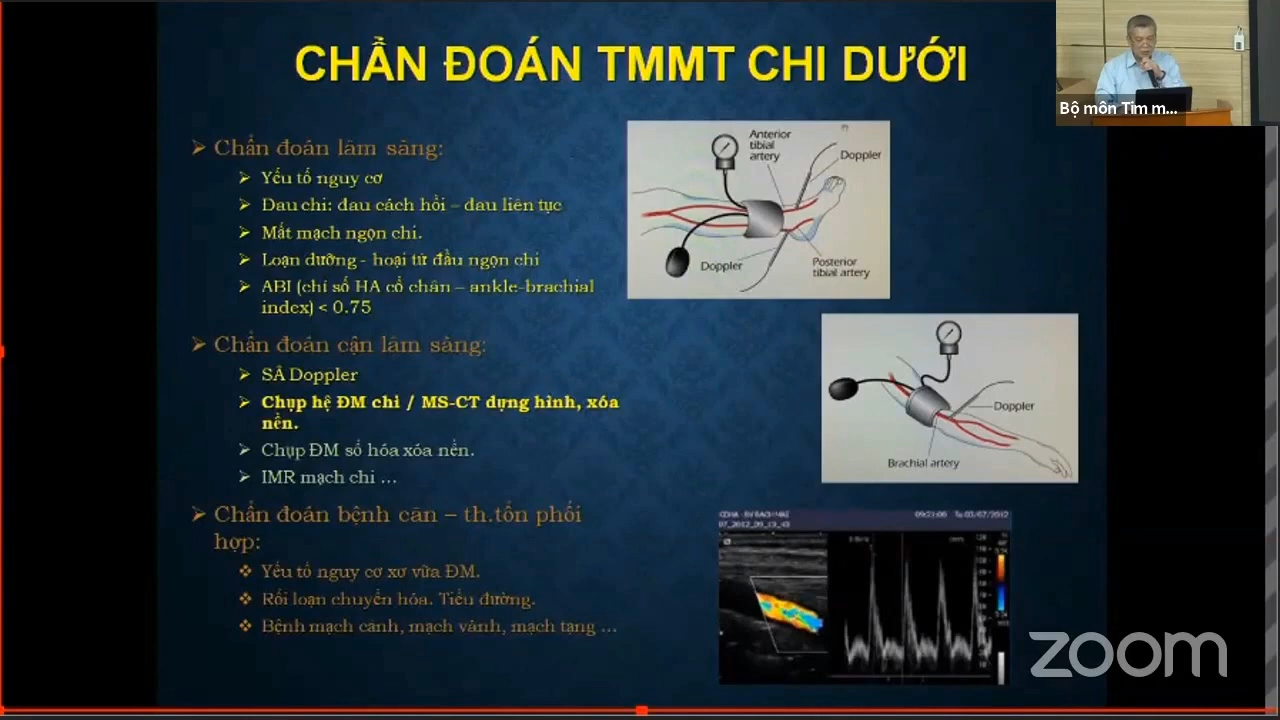 CHẨN ĐOÁN TMMT CHI DƯỚI
Bộ môn Tim m...
Chẩn đoán lâm sàng:
Yếu tố nguy cơ
Đau chi: đau cách hồi – đau liên tục
Mất mạch ngọn chi.
Loạn dưỡng - hoại tử đầu ngọn chi
ABI (chỉ số HA cổ chân – ankle-brachial
index) < 0.75
Chẩn đoán cận lâm sàng:
SÂ Doppler
Chụp hệ ĐM chi / MS-CT dựng hình, xóa
nền.
Chụp ĐM số hóa xóa nền.
IMR mạch chi ...
Chẩn đoán bệnh căn – th.tổn phối
hợp:
Yếu tố nguy cơ xơ vữa ĐM.
Rối loạn chuyển hóa. Tiểu đường.
Bệnh mạch cảnh, mạch vành, mạch tạng ...
Anterior
tibial
artery
Doppler
Doppler
Posterior
tibial artery
Doppler
Brachial artery
09:21:06
zoom